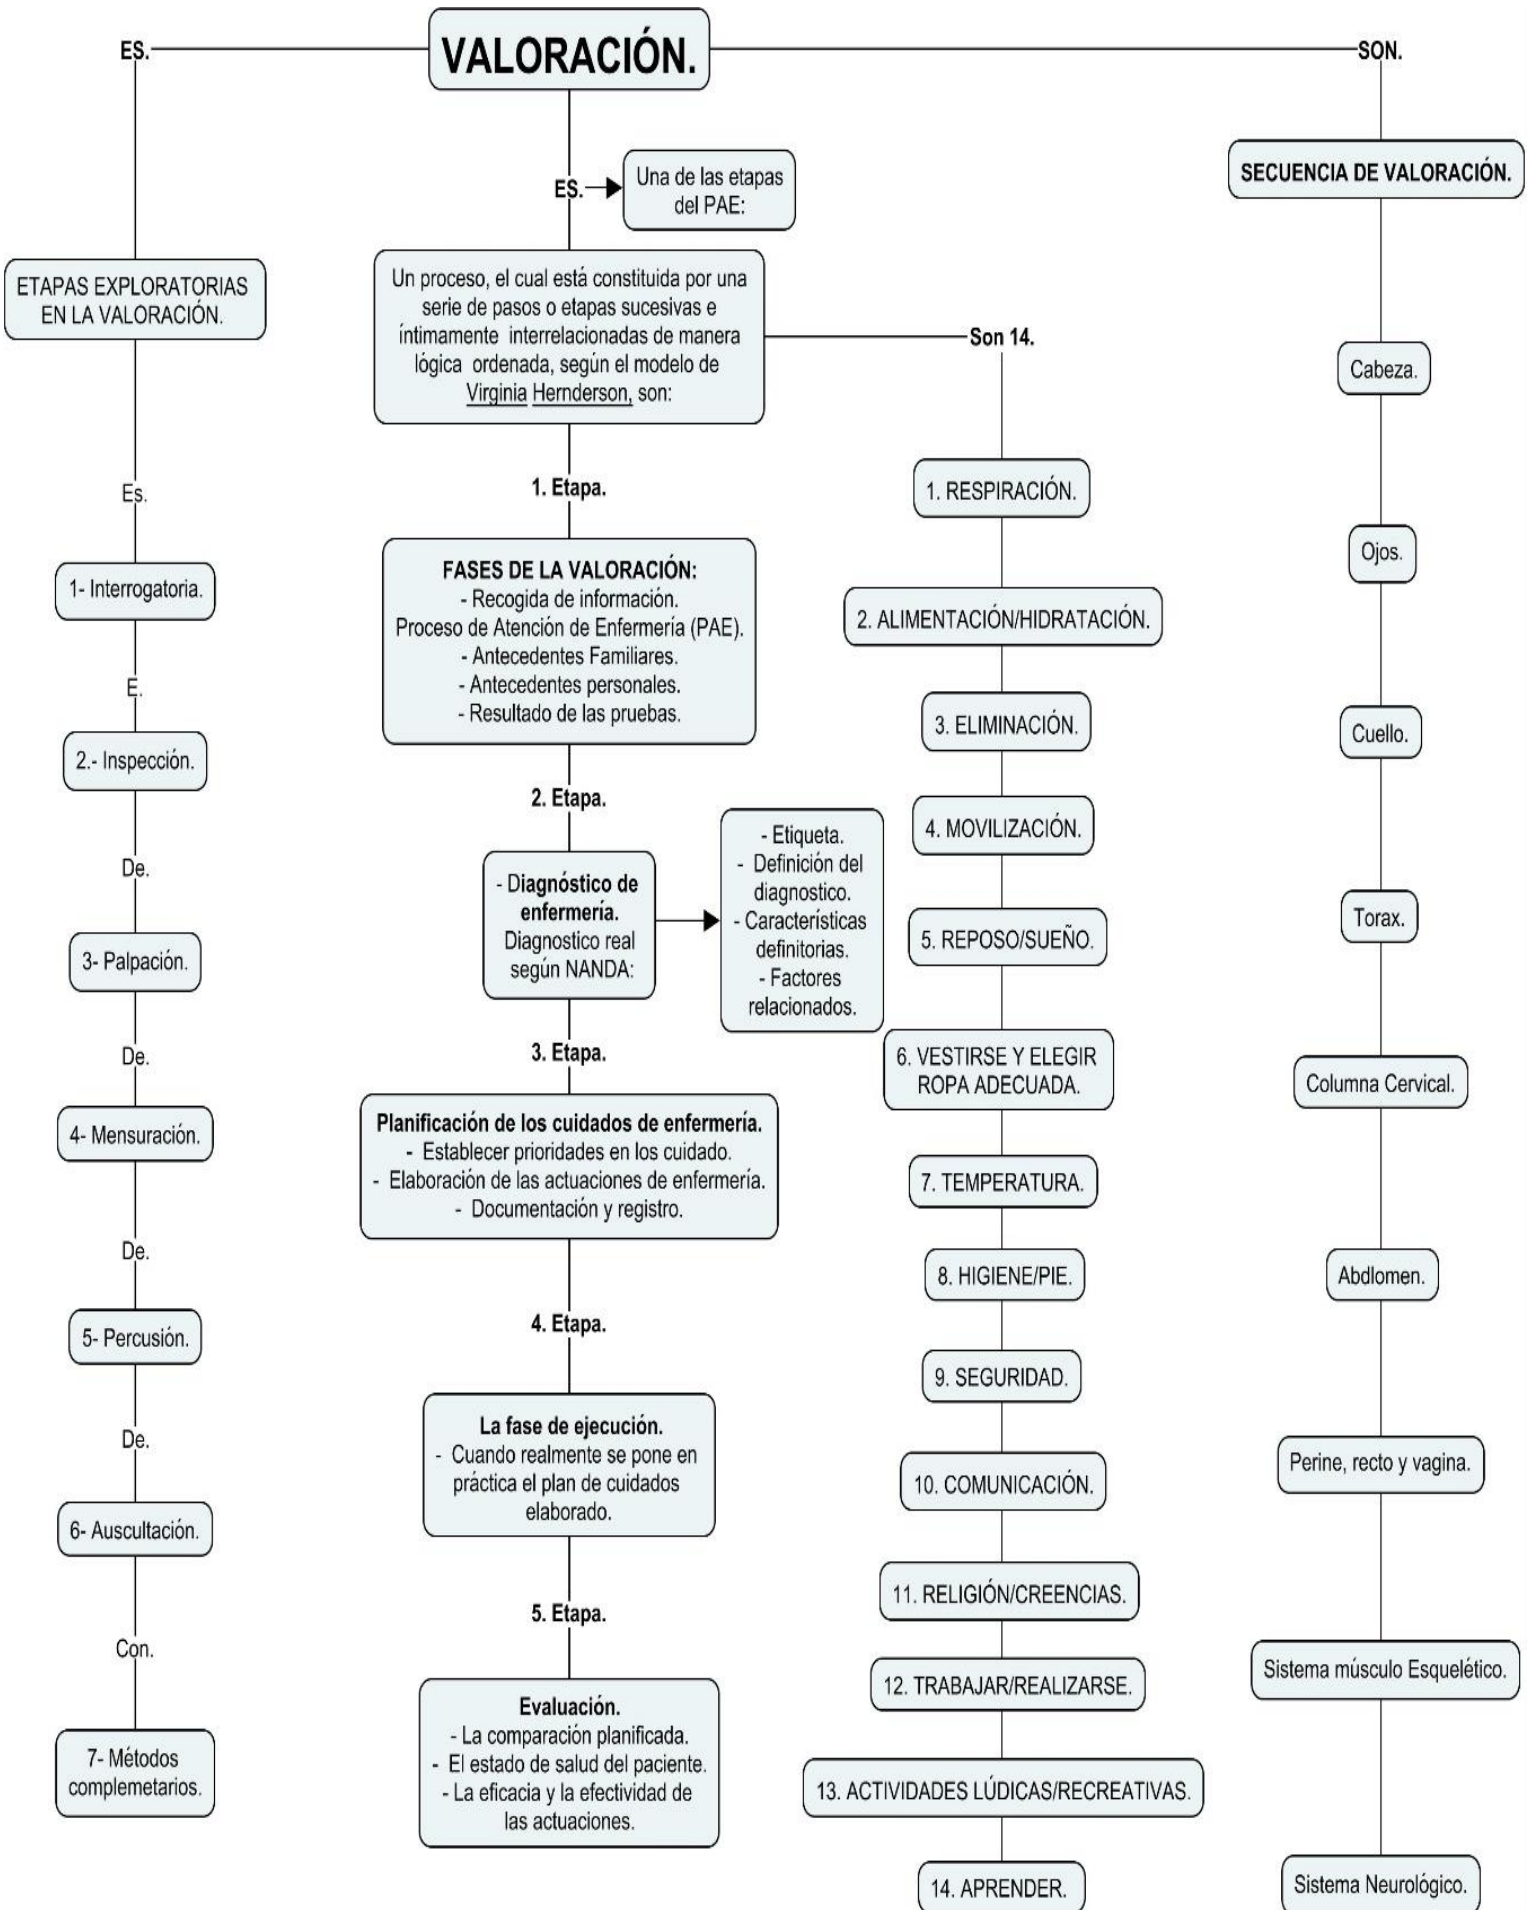 VALORACIÓN.
ES.
ETAPAS EXPLORATORIAS
EN LA VALORACIÓN.
Es.
1- Interrogatoria.
E.
2.- Inspección.
De.
3- Palpación.
De.
4- Mensuración.
De.
5- Percusión.
De.
6- Auscultación.
Con.
7- Métodos
complemetarios.
ES.
Una de las etapas
del PAE:
Un proceso, el cual está constituida por una
serie de pasos o etapas sucesivas e
íntimamente interrelacionadas de manera
lógica ordenada, según el modelo de
Virginia Hernderson, son:
1. Etapa.
FASES DE LA VALORACIÓN:
- Recogida de información.
Proceso de Atención de Enfermería (PAE).
- Antecedentes Familiares.
- Antecedentes personales.
- Resultado de las pruebas.
2. Etapa.
- Diagnóstico de
enfermería.
Diagnostico real
según NANDA:
- Etiqueta.
- Definición del
diagnostico.
- Características
definitorias.
- Factores
relacionados.
3. Etapa.
Planificación de los cuidados de enfermería.
- Establecer prioridades en los cuidado.
- Elaboración de las actuaciones de enfermería.
- Documentación y registro.
4. Etapa.
La fase de ejecución.
- Cuando realmente se pone en
práctica el plan de cuidados
elaborado.
5. Etapa.
Evaluación.
- La comparación planificada.
- El estado de salud del paciente.
- La eficacia y la efectividad de
las actuaciones.
Son 14.
1. RESPIRACIÓN.
2. ALIMENTACIÓN/HIDRATACIÓN.
3. ELIMINACIÓN.
4. MOVILIZACIÓN.
5. REPOSO/SUEÑO.
6. VESTIRSE Y ELEGIR
ROPA ADECUADA.
7. TEMPERATURA.
8. HIGIENE/PIE.
9. SEGURIDAD.
10. COMUNICACIÓN.
11. RELIGIÓN/CREENCIAS.
12. TRABAJAR/REALIZARSE.
13. ACTIVIDADES LÚDICAS/RECREATIVAS.
14. APRENDER.
SON.
SECUENCIA DE VALORACIÓN.
Cabeza.
Ojos.
Cuello.
Torax.
Columna Cervical.
Abdlomen.
Perine, recto y vagina.
Sistema músculo Esquelético.
Sistema Neurológico.